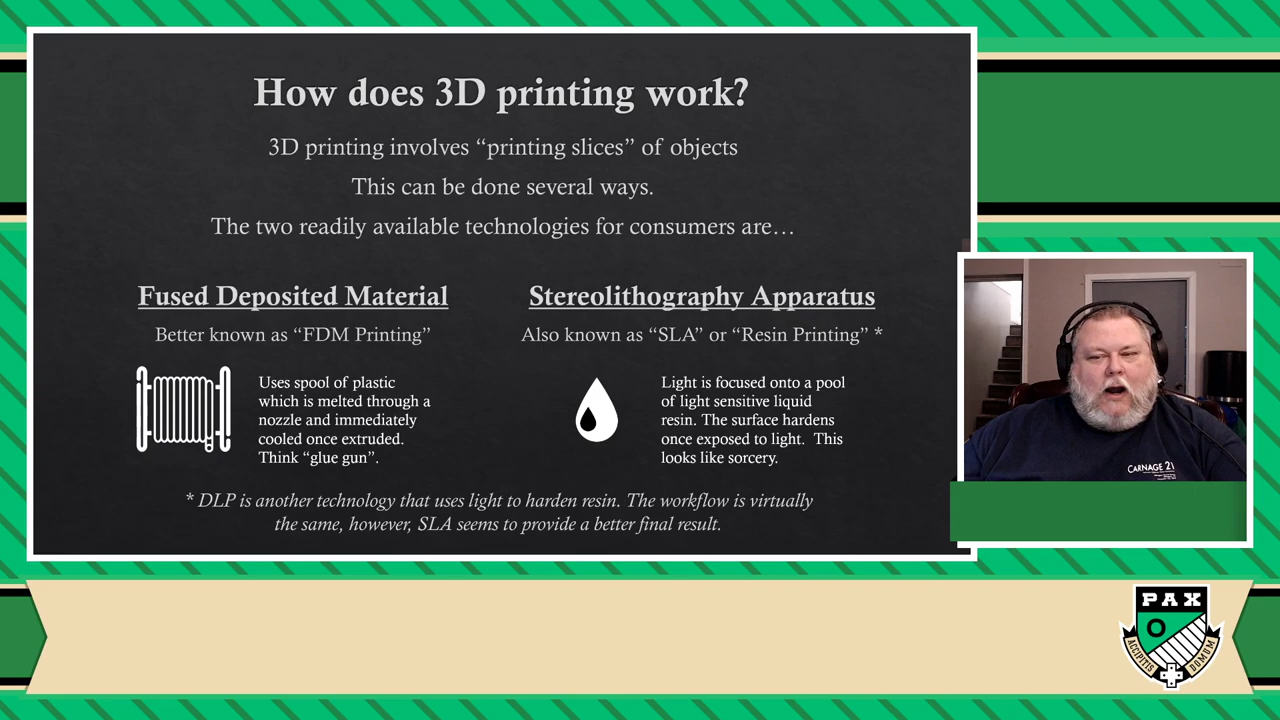 How does 3D printing work?
3D printing involves “printing slices” of objects
This can be done several ways.
The two readily available technologies for consumers are…
Fused Deposited Material
Better known as “FDM Printing”
Uses spool of plastic
which is melted through a
nozzle and immediately
cooled once extruded.
Think “glue gun”.
Stereolithography Apparatus
Also known as “SLA” or “Resin Printing” *
Light is focused onto a pool
of light sensitive liquid
resin. The surface hardens
once exposed to light.  This
looks like sorcery.
* DLP is another technology that uses light to harden resin. The workflow is virtually
the same, however, SLA seems to provide a better final result.
CARNAGE 21
PAX
O
ACCIPITIS DOMUM